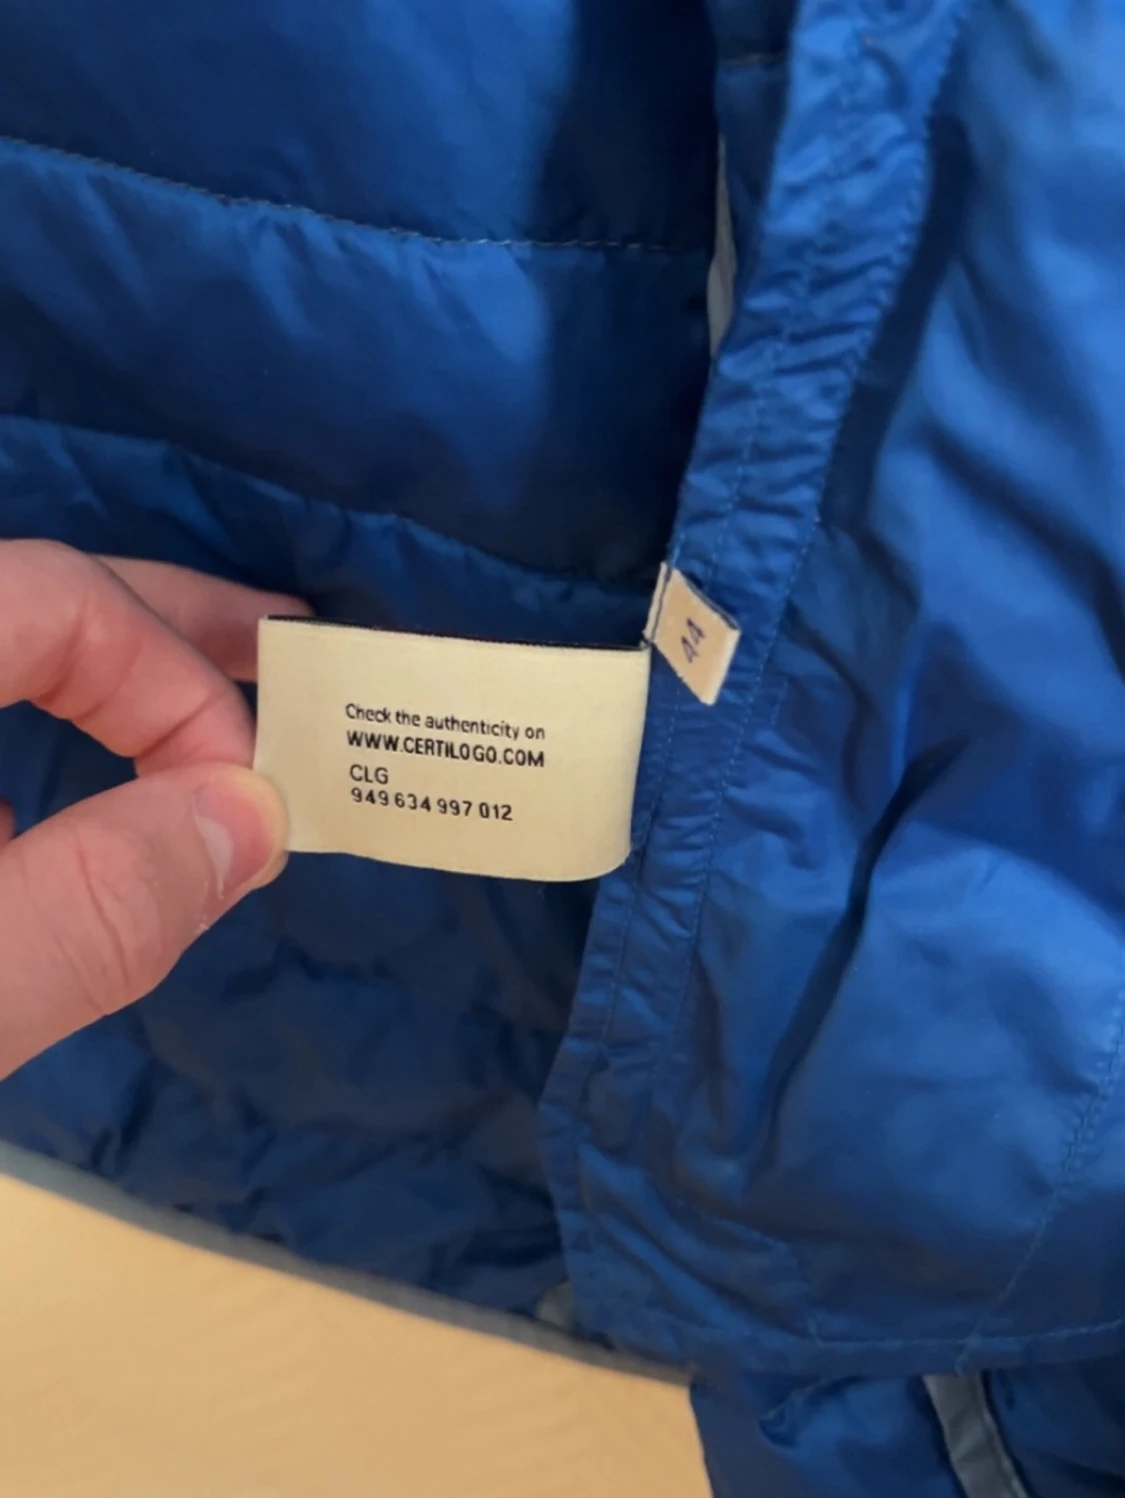 Check the authenticity on
WWW.CERTILOGO.COM
CLG
949 634 997 012
44